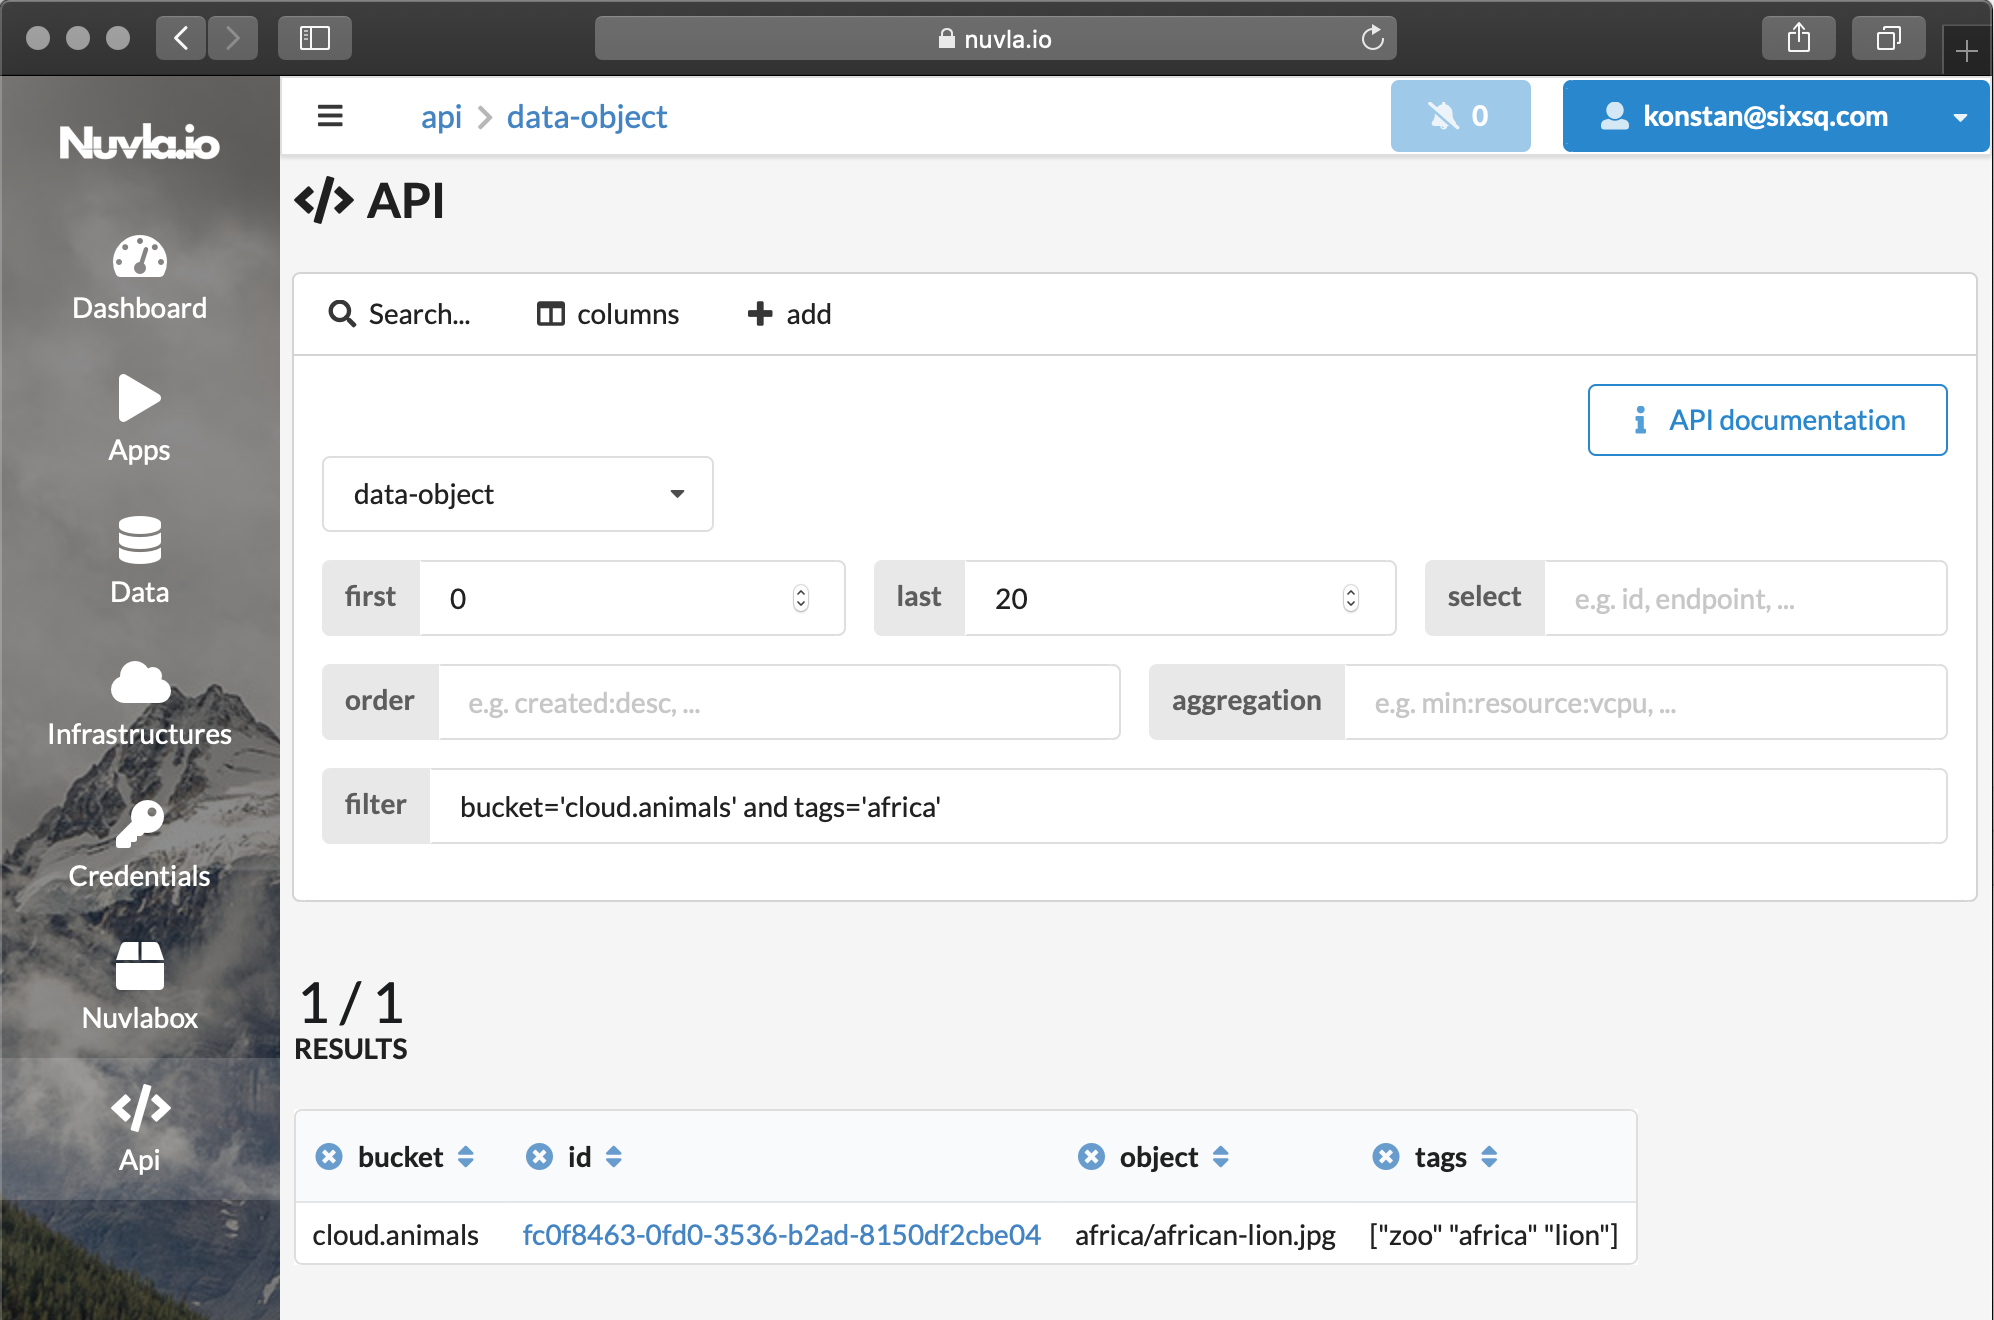 nuvla.io
Nuvla.io
Dashboard
Apps
Data
Infrastructures
Credentials
Nuvlabox
Api
api > data-object
0
konstan@sixsq.com
</> API
Search...
columns
add
API documentation
data-object
first 0
last 20
select e.g. id, endpoint, ...
order e.g. created:desc, ...
aggregation e.g. min:resource:vcpu, ...
filter bucket='cloud.animals' and tags='africa'
1 / 1
RESULTS
bucket id object tags
cloud.animals fc0f8463-0fd0-3536-b2ad-8150df2cbe04 africa/african-lion.jpg ["zoo" "africa" "lion"]